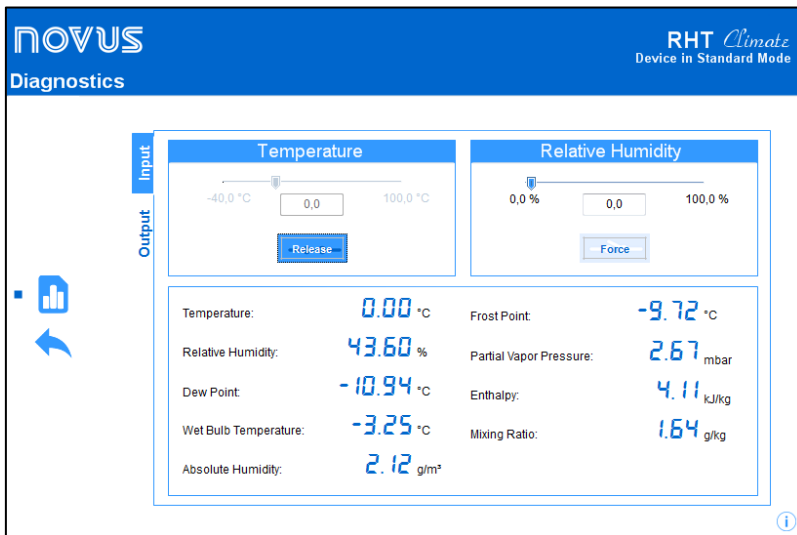 novus
RHT Climate
Device in Standard Mode
Diagnostics
Input
Output
Temperature
-40,0 °C
0,0
100,0 °C
Release
Relative Humidity
0,0 %
0,0
100,0 %
Force
Temperature: 0.00 °C
Relative Humidity: 43.60 %
Dew Point: -10.94 °C
Wet Bulb Temperature: -3.25 °C
Absolute Humidity: 2.12 g/m³
Frost Point: -9.72 °C
Partial Vapor Pressure: 2.67 mbar
Enthalpy: 4.11 kJ/kg
Mixing Ratio: 1.64 g/kg
i